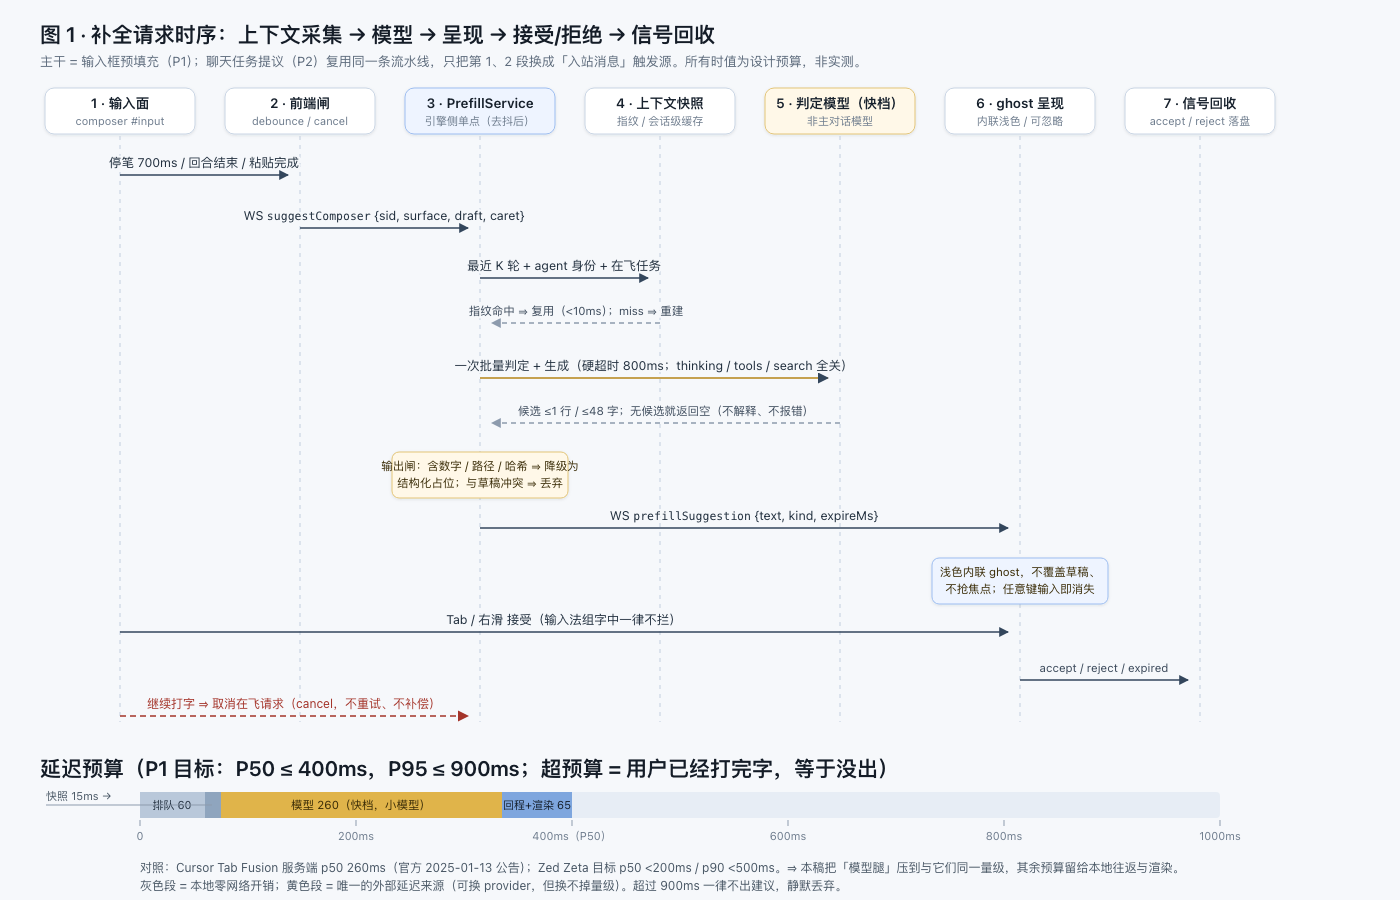 图 1 · 补全请求时序：上下文采集 → 模型 → 呈现 → 接受/拒绝 → 信号回收
主干 = 输入框预填充（P1）；聊天任务提议（P2）复用同一条流水线，只把第 1、2 段换成「入站消息」触发源。所有时值为设计预算，非实测。
1 · 输入面
composer #input
2 · 前端闸
debounce / cancel
3 · PrefillService
引擎侧单点（去抖后）
4 · 上下文快照
指纹 / 会话级缓存
5 · 判定模型（快档）
非主对话模型
6 · ghost 呈现
内联浅色 / 可忽略
7 · 信号回收
accept / reject 落盘
停笔 700ms / 回合结束 / 粘贴完成
WS suggestComposer {sid, surface, draft, caret}
最近 K 轮 + agent 身份 + 在飞任务
指纹命中 ⇒ 复用（<10ms）；miss ⇒ 重建
一次批量判定 + 生成（硬超时 800ms；thinking / tools / search 全关）
候选 ≤1 行 / ≤48 字；无候选就返回空（不解释、不报错）
输出闸：含数字 / 路径 / 哈希 ⇒ 降级为
结构化占位；与草稿冲突 ⇒ 丢弃
WS prefillSuggestion {text, kind, expireMs}
浅色内联 ghost，不覆盖草稿、
不抢焦点；任意键输入即消失
Tab / 右滑 接受（输入法组字中一律不拦）
accept / reject / expired
继续打字 ⇒ 取消在飞请求（cancel，不重试、不补偿）
延迟预算（P1 目标：P50 ≤ 400ms，P95 ≤ 900ms；超预算 = 用户已经打完字，等于没出）
快照 15ms →
排队 60
模型 260（快档，小模型）
回程+渲染 65
0
200ms
400ms（P50）
600ms
800ms
1000ms
对照：Cursor Tab Fusion 服务端 p50 260ms（官方 2025-01-13 公告）；Zed Zeta 目标 p50 <200ms / p90 <500ms。⇒ 本稿把「模型腿」压到与它们同一量级，其余预算留给本地往返与渲染。
灰色段 = 本地零网络开销；黄色段 = 唯一的外部延迟来源（可换 provider，但换不掉量级）。超过 900ms 一律不出建议，静默丢弃。